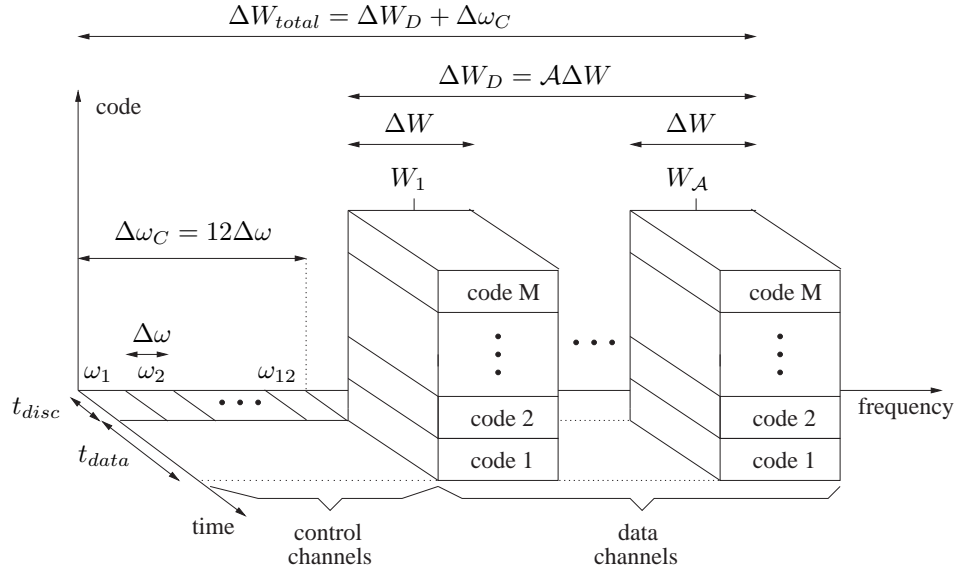 ΔW_total = ΔW_D + Δω_C
ΔW_D = 𝒜ΔW
code
ΔW
ΔW
W_1
W_𝒜
Δω_C = 12Δω
code M
code M
Δω
ω_1
ω_2
ω_12
t_disc
frequency
code 2
code 2
t_data
code 1
code 1
time
control
channels
data
channels